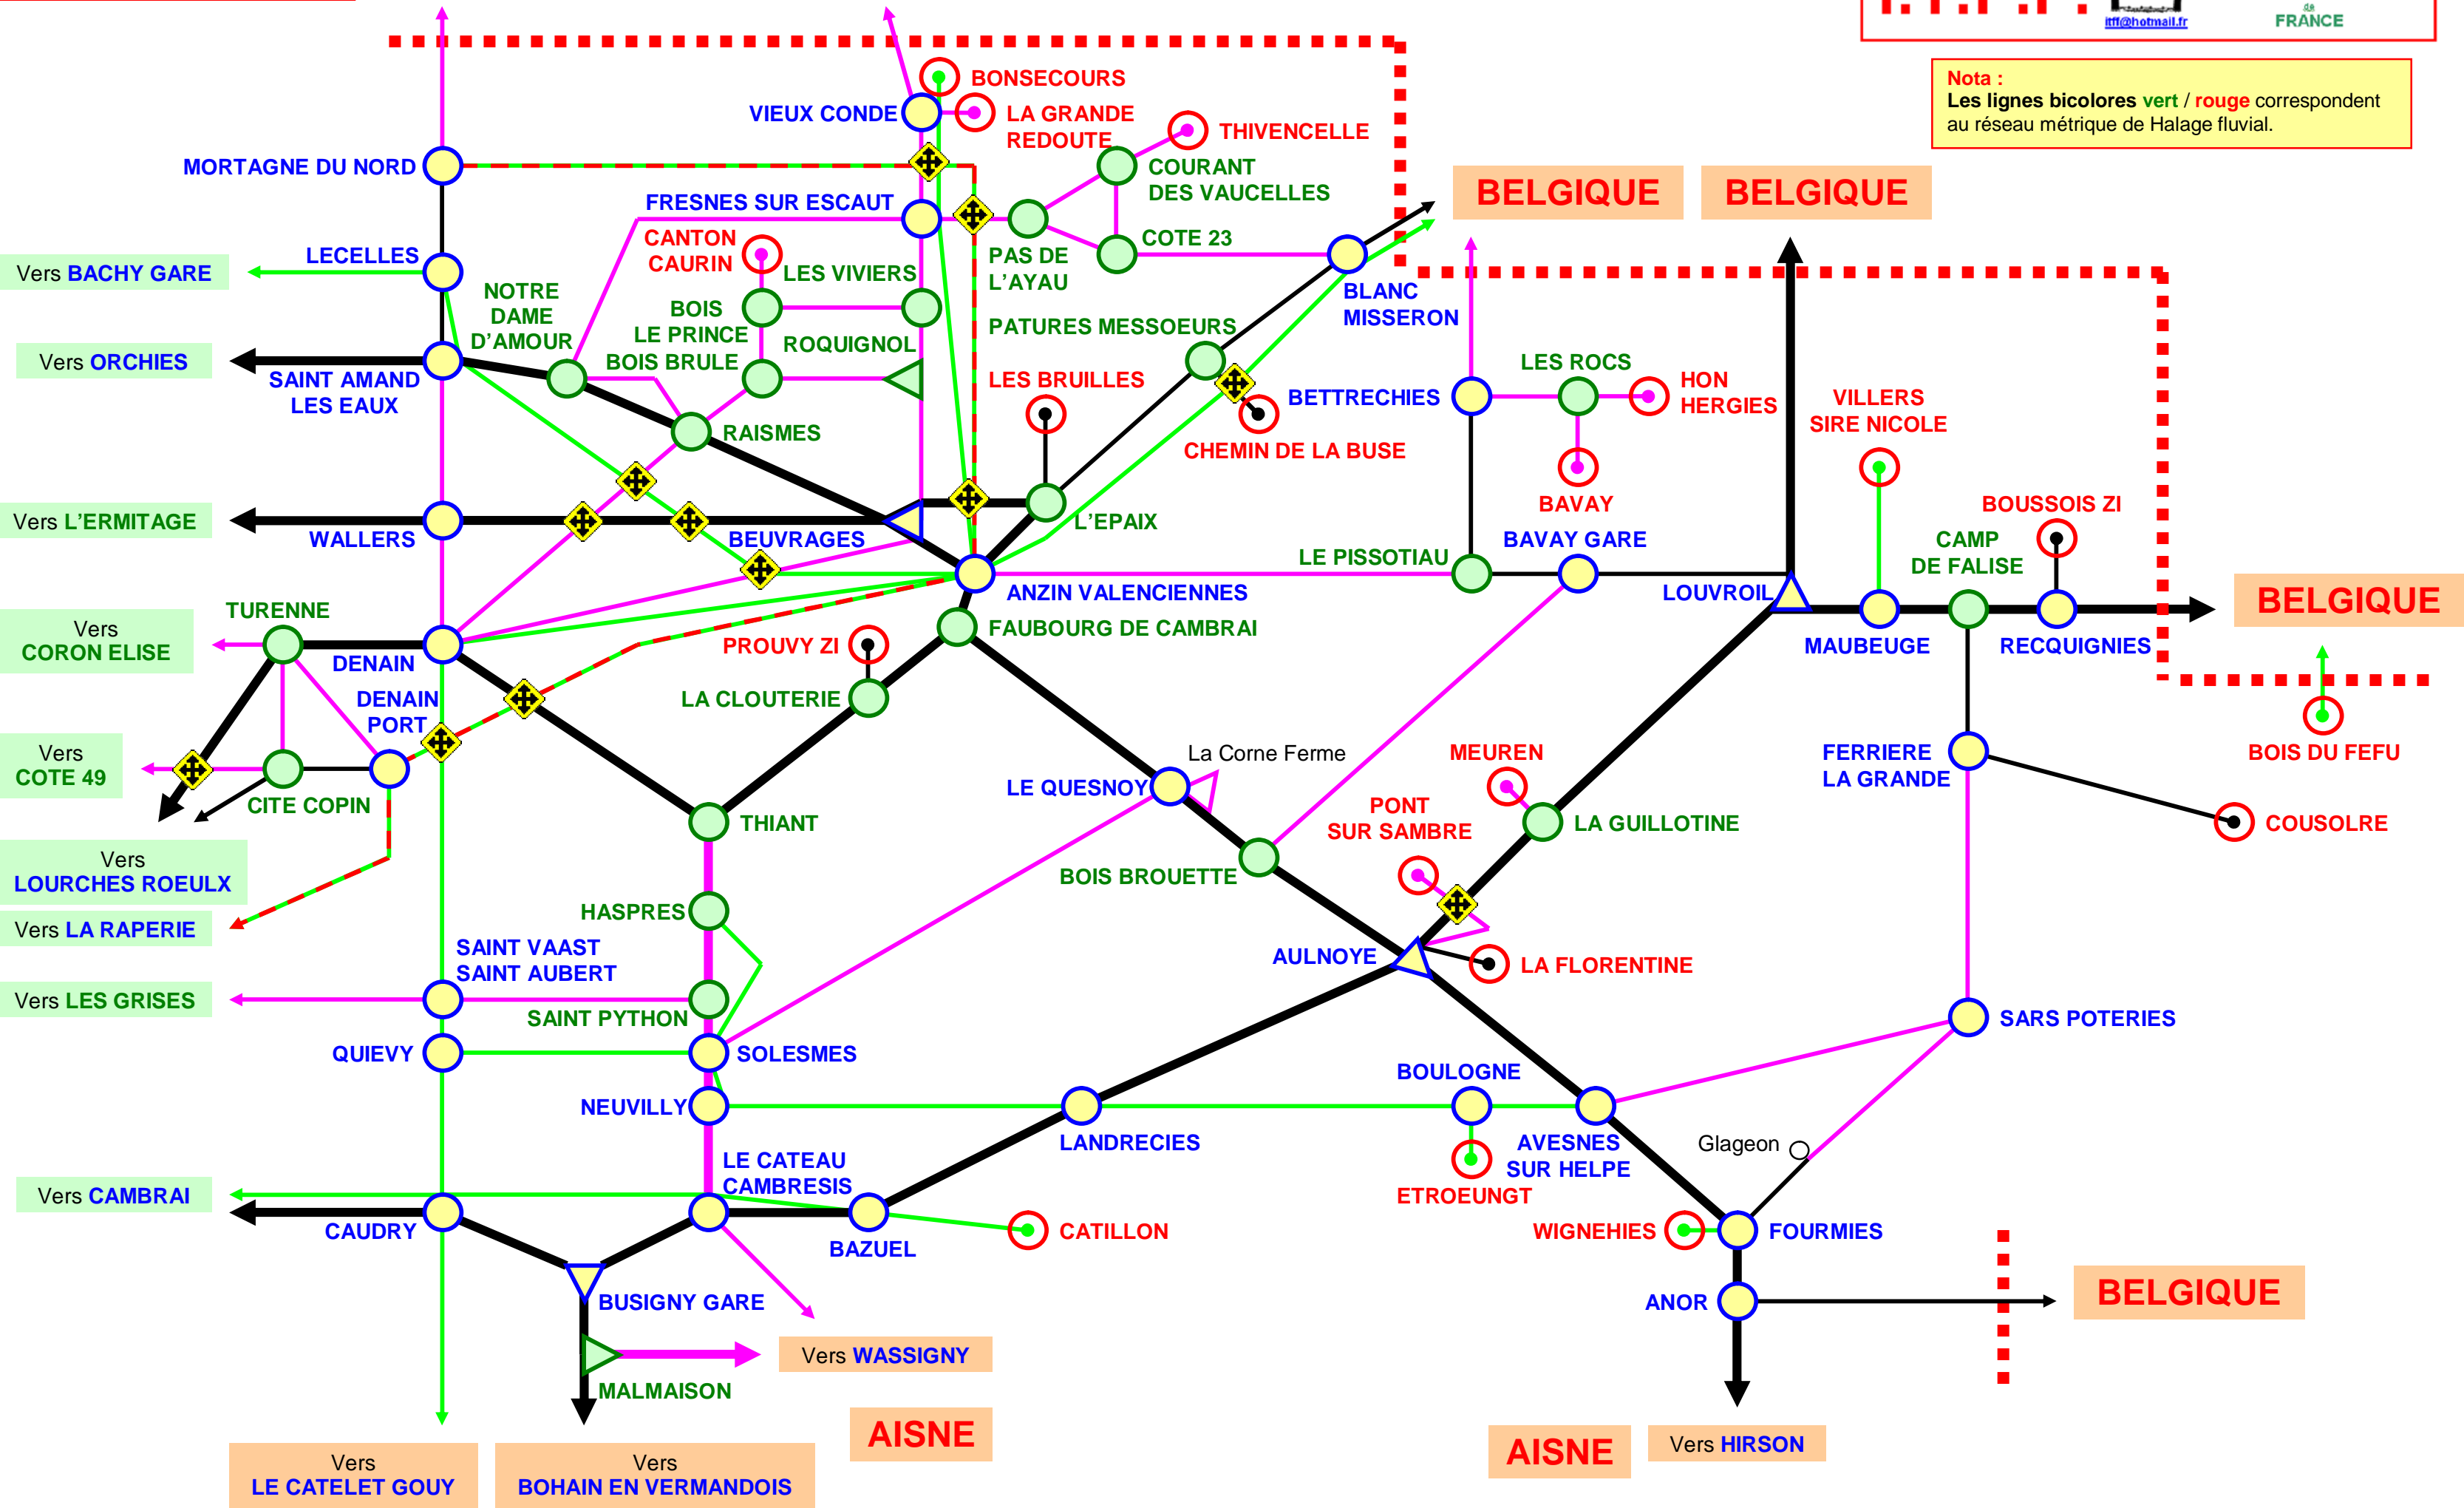 itff@hotmail.fr
de
FRANCE
Nota :
Les lignes bicolores vert / rouge correspondent
au réseau métrique de Halage fluvial.
BONSECOURS
VIEUX CONDE
LA GRANDE
REDOUTE
THIVENCELLE
MORTAGNE DU NORD
COURANT
DES VAUCELLES
BELGIQUE
BELGIQUE
FRESNES SUR ESCAUT
CANTON
CAURIN
COTE 23
LECELLES
Vers BACHY GARE
LES VIVIERS
PAS DE
L'AYAU
NOTRE
DAME
D'AMOUR
BOIS
LE PRINCE
BLANC
MISSERON
PATURES MESSOEURS
ROQUIGNOL
BOIS BRULE
Vers ORCHIES
SAINT AMAND
LES EAUX
LES BRUILLES
LES ROCS
HON
HERGIES
BETTRECHIES
VILLERS
SIRE NICOLE
RAISMES
CHEMIN DE LA BUSE
BAVAY
BOUSSOIS ZI
Vers L'ERMITAGE
WALLERS
BEUVRAGES
L'EPAIX
LE PISSOTIAU
BAVAY GARE
CAMP
DE FALISE
ANZIN VALENCIENNES
LOUVROIL
BELGIQUE
TURENNE
Vers
CORON ELISE
FAUBOURG DE CAMBRAI
PROUVY ZI
MAUBEUGE
RECQUIGNIES
DENAIN
DENAIN
PORT
LA CLOUTERIE
Vers
COTE 49
La Corne Ferme
MEUREN
FERRIERE
LA GRANDE
BOIS DU FEFU
LE QUESNOY
CITE COPIN
PONT
SUR SAMBRE
THIANT
LA GUILLOTINE
COUSOLRE
Vers
LOURCHES ROEULX
BOIS BROUETTE
HASPRES
Vers LA RAPERIE
SAINT VAAST
SAINT AUBERT
AULNOYE
LA FLORENTINE
Vers LES GRISES
SAINT PYTHON
SARS POTERIES
QUIEVY
SOLESMES
BOULOGNE
NEUVILLY
LANDRECIES
AVESNES
SUR HELPE
Glageon
LE CATEAU
CAMBRESIS
Vers CAMBRAI
ETROEUNGT
CAUDRY
BAZUEL
CATILLON
WIGNEHIES
FOURMIES
BUSIGNY GARE
ANOR
BELGIQUE
Vers WASSIGNY
MALMAISON
AISNE
AISNE
Vers HIRSON
Vers
LE CATELET GOUY
Vers
BOHAIN EN VERMANDOIS